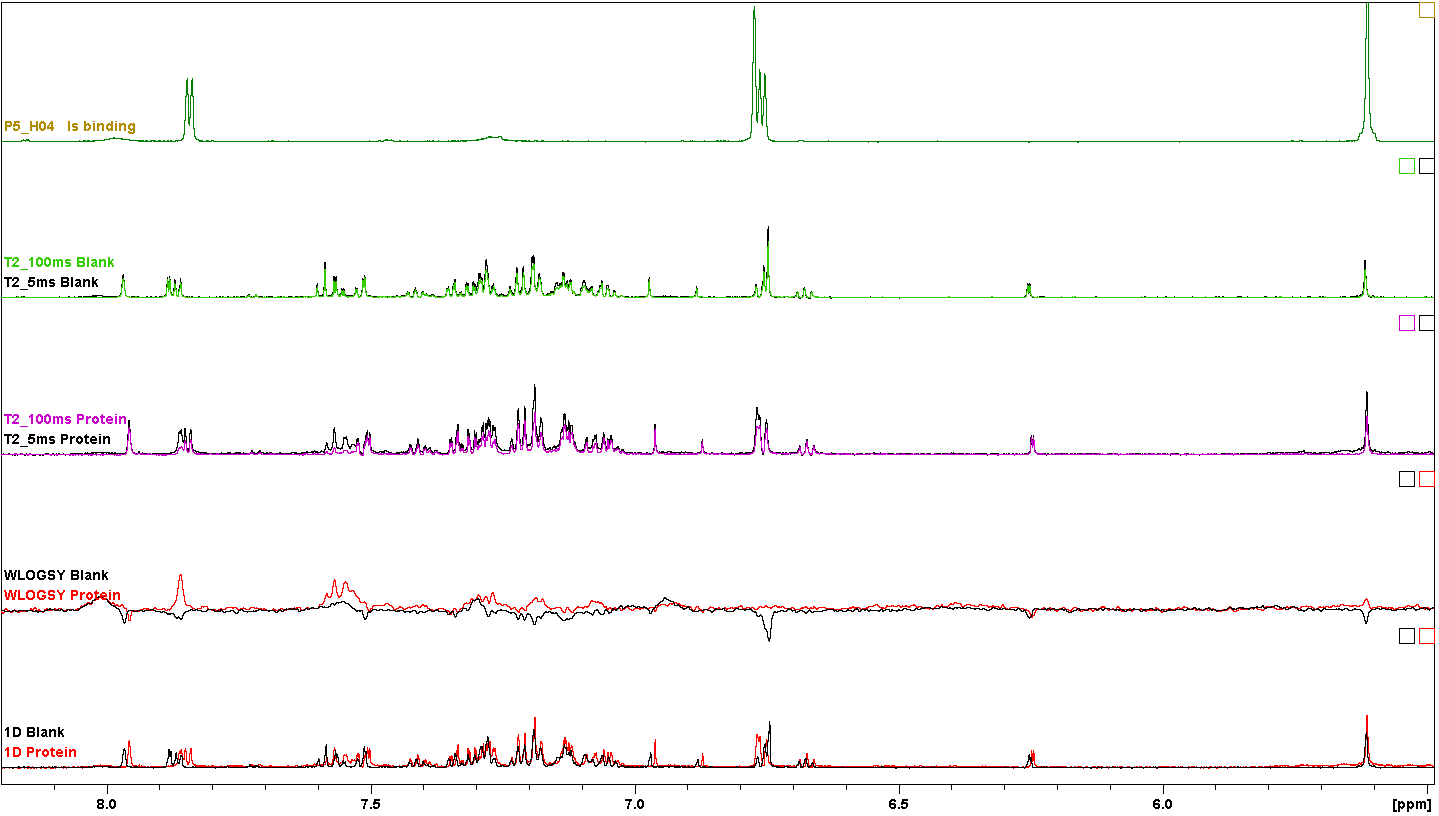 P5_H04 Is binding
T2_100ms Blank
T2_5ms Blank
T2_100ms Protein
T2_5ms Protein
WLOGSY Blank
WLOGSY Protein
1D Blank
1D Protein
8.0 7.5 7.0 6.5 6.0 [ppm]